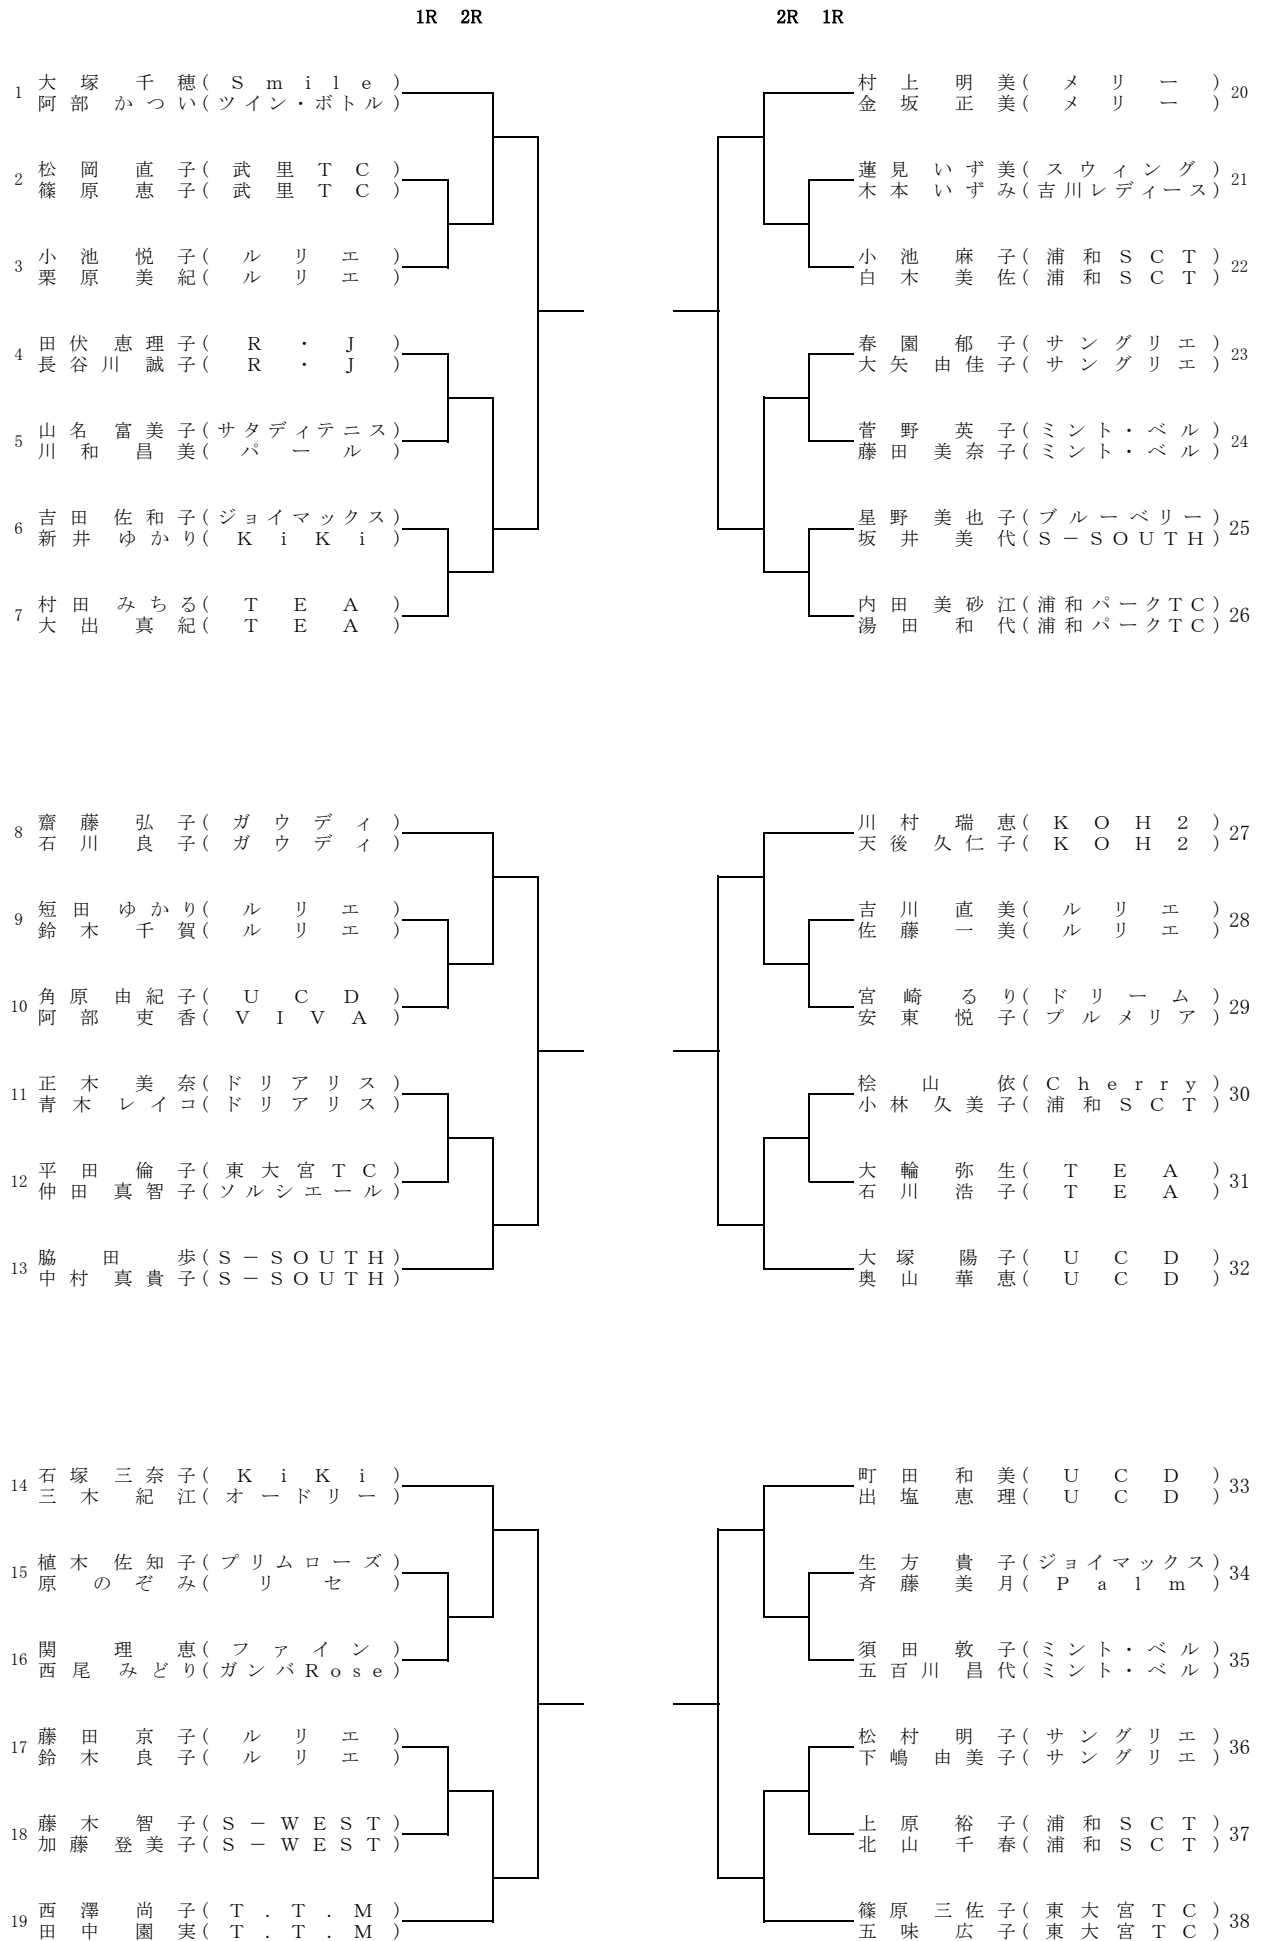 1R 2R
1 大塚 千穂(Smile)
阿部 かつい(ツイン・ボトル)
2 松岡 直子(武里TC)
篠原 恵子(武里TC)
3 小池 悦子(ルリエ)
栗原 美紀(ルリエ)
4 田伏 恵理子(R・J)
長谷川 誠子(R・J)
5 山名 富美子(サタディテニス)
川和 昌美(パール)
6 吉田 佐和子(ジョイマックス)
新井 ゆかり(KiKi)
7 村田 みちる(TEA)
大出 真紀(TEA)
8 齋藤 弘子(ガウディ)
石川 良子(ガウディ)
9 短田 ゆかり(ルリエ)
鈴木 千賀(ルリエ)
10 角原 由紀子(UCD)
阿部 吏香(VIVA)
11 正木 美奈(ドリアリス)
青木 レイコ(ドリアリス)
12 平田 倫子(東大宮TC)
仲田 真智子(ソルシエール)
13 脇田 歩(S－SOUTH)
中村 真貴子(S－SOUTH)
14 石塚 三奈子(KiKi)
三木 紀江(オードリー)
15 植木 佐知子(プリムローズ)
原 のぞみ(リセ)
16 関 理恵(ファイン)
西尾 みどり(ガンバRose)
17 藤田 京子(ルリエ)
鈴木 良子(ルリエ)
18 藤木 智子(S－WEST)
加藤 登美子(S－WEST)
19 西澤 尚子(T.T.M)
田中 園実(T.T.M)
2R 1R
村上 明美(メリー) 20
金坂 正美(メリー)
蓮見 いず美(スウィング) 21
木本 いずみ(吉川レディース)
小池 麻子(浦和SCT) 22
白木 美佐(浦和SCT)
春園 郁子(サングリエ) 23
大矢 由佳子(サングリエ)
菅野 英子(ミント・ベル) 24
藤田 美奈子(ミント・ベル)
星野 美也子(ブルーベリー) 25
坂井 美代(S－SOUTH)
内田 美砂江(浦和パークTC) 26
湯田 和代(浦和パークTC)
川村 瑞恵(KOH2) 27
天後 久仁子(KOH2)
吉川 直美(ルリエ) 28
佐藤 一美(ルリエ)
宮崎 るり(ドリーム) 29
安東 悦子(プルメリア)
桧山 依(Cherry) 30
小林 久美子(浦和SCT)
大輪 弥生(TEA) 31
石川 浩子(TEA)
大塚 陽子(UCD) 32
奥山 華恵(UCD)
町田 和美(UCD) 33
出塩 恵理(UCD)
生方 貴子(ジョイマックス) 34
斉藤 美月(Palm)
須田 敦子(ミント・ベル) 35
五百川 昌代(ミント・ベル)
松村 明子(サングリエ) 36
下嶋 由美子(サングリエ)
上原 裕子(浦和SCT) 37
北山 千春(浦和SCT)
篠原 三佐子(東大宮TC) 38
五味 広子(東大宮TC)